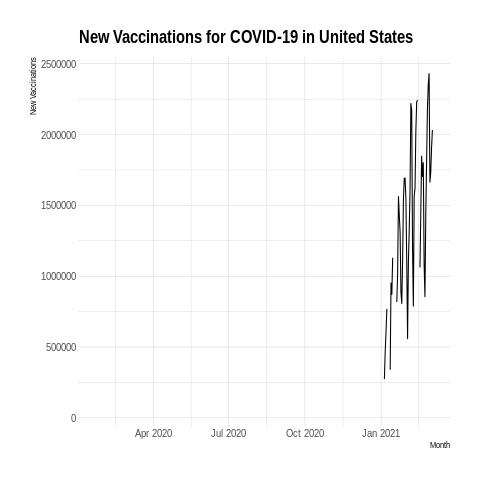 New Vaccinations for COVID-19 in United States
New Vaccinations
2500000
2000000
1500000
1000000
500000
0
Apr 2020 Jul 2020 Oct 2020 Jan 2021
Month